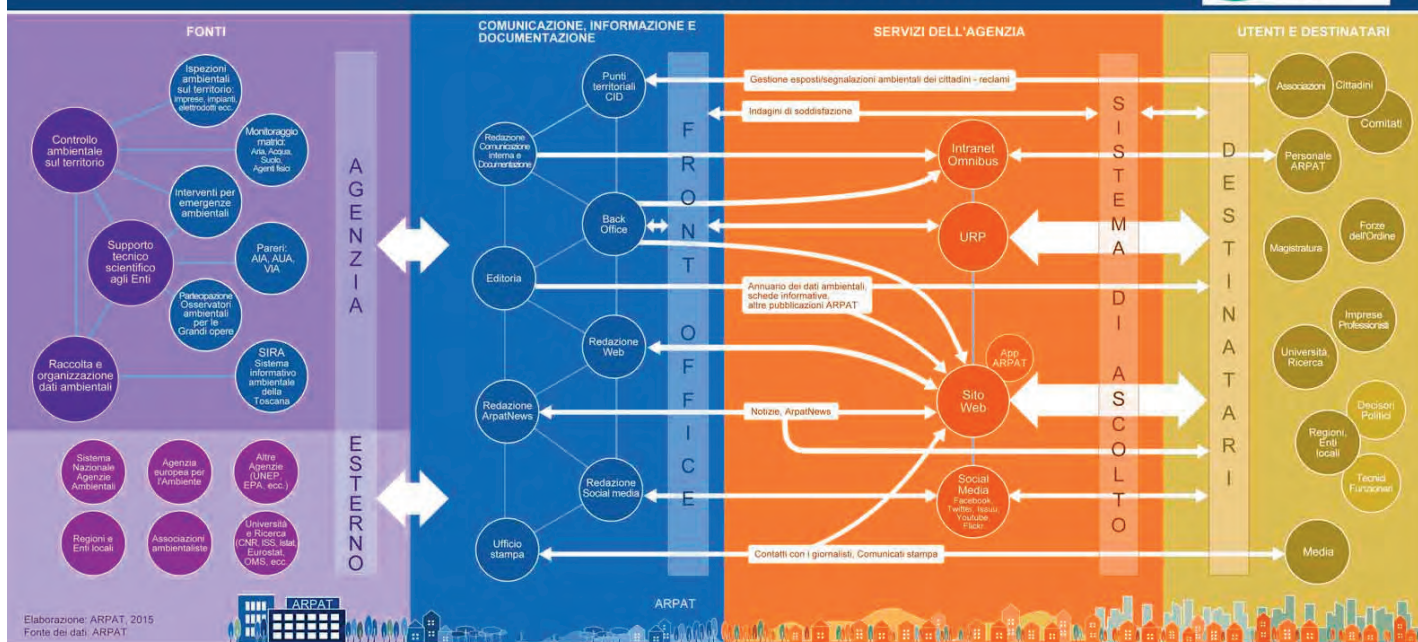 FONTI
Ispezioni
ambientali
sul territorio:
imprese, impianti,
elettrodotti ecc.
Controllo
ambientale
sul territorio
Monitoraggio
matrici:
Aria, Acqua,
Suolo,
Agenti fisici
Interventi per
emergenze
ambientali
Supporto
tecnico
scientifico
agli Enti
Pareri:
AIA, AUA,
VIA
Partecipazione
Osservatori
ambientali
per le
Grandi opere
Raccolta e
organizzazione
dati ambientali
SIRA
Sistema
informativo
ambientale
della
Toscana
AGENZIA
Sistema
Nazionale
Agenzie
Ambientali
Agenzia
europea per
l'Ambiente
Altre
Agenzie
(UNEP,
EPA, ecc.)
Regioni e
Enti locali
Associazioni
ambientaliste
Università
e Ricerca
(CNR, ISS, Istat,
Eurostat,
OMS, ecc.
ESTERNO
COMUNICAZIONE, INFORMAZIONE E
DOCUMENTAZIONE
Punti
territoriali
CID
Redazione
Comunicazione
interna e
Documentazione
Back
Office
Editoria
Redazione
Web
Redazione
ArpatNews
Redazione
Social media
Ufficio
stampa
FRONT OFFICE
SERVIZI DELL'AGENZIA
Gestione esposti/segnalazioni ambientali dei cittadini - reclami
Indagini di soddisfazione
Intranet
Omnibus
URP
Annuario dei dati ambientali,
schede informative,
altre pubblicazioni ARPAT
App
ARPAT
Sito
Web
Notizie, ArpatNews
Social
Media
Facebook,
Twitter, Issuu,
Youtube,
Flickr.
Contatti con i giornalisti, Comunicati stampa
SISTEMA DI ASCOLTO
UTENTI E DESTINATARI
DESTINATARI
Associazioni
Cittadini
Comitati
Personale
ARPAT
Magistratura
Forze
dell'Ordine
Imprese
Professionisti
Università,
Ricerca
Decisori
Politici
Regioni,
Enti
locali
Tecnici
Funzionari
Media
Elaborazione: ARPAT, 2015
Fonte dei dati: ARPAT
ARPAT
ARPAT